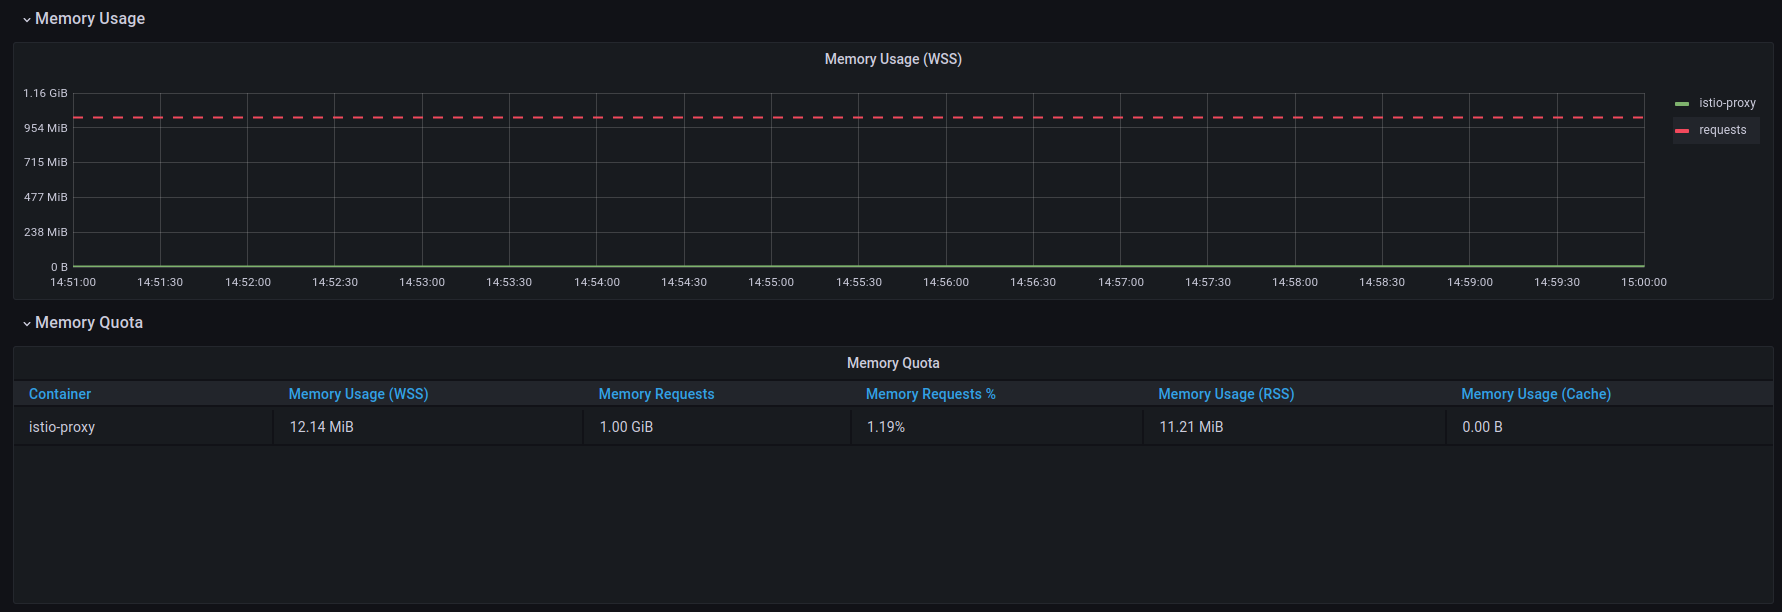 Memory Usage
Memory Usage (WSS)
1.16 GiB
954 MiB
715 MiB
477 MiB
238 MiB
0 B
14:51:00 14:51:30 14:52:00 14:52:30 14:53:00 14:53:30 14:54:00 14:54:30 14:55:00 14:55:30 14:56:00 14:56:30 14:57:00 14:57:30 14:58:00 14:58:30 14:59:00 14:59:30 15:00:00
istio-proxy
requests
Memory Quota
Memory Quota
Container Memory Usage (WSS) Memory Requests Memory Requests % Memory Usage (RSS) Memory Usage (Cache)
istio-proxy 12.14 MiB 1.00 GiB 1.19% 11.21 MiB 0.00 B